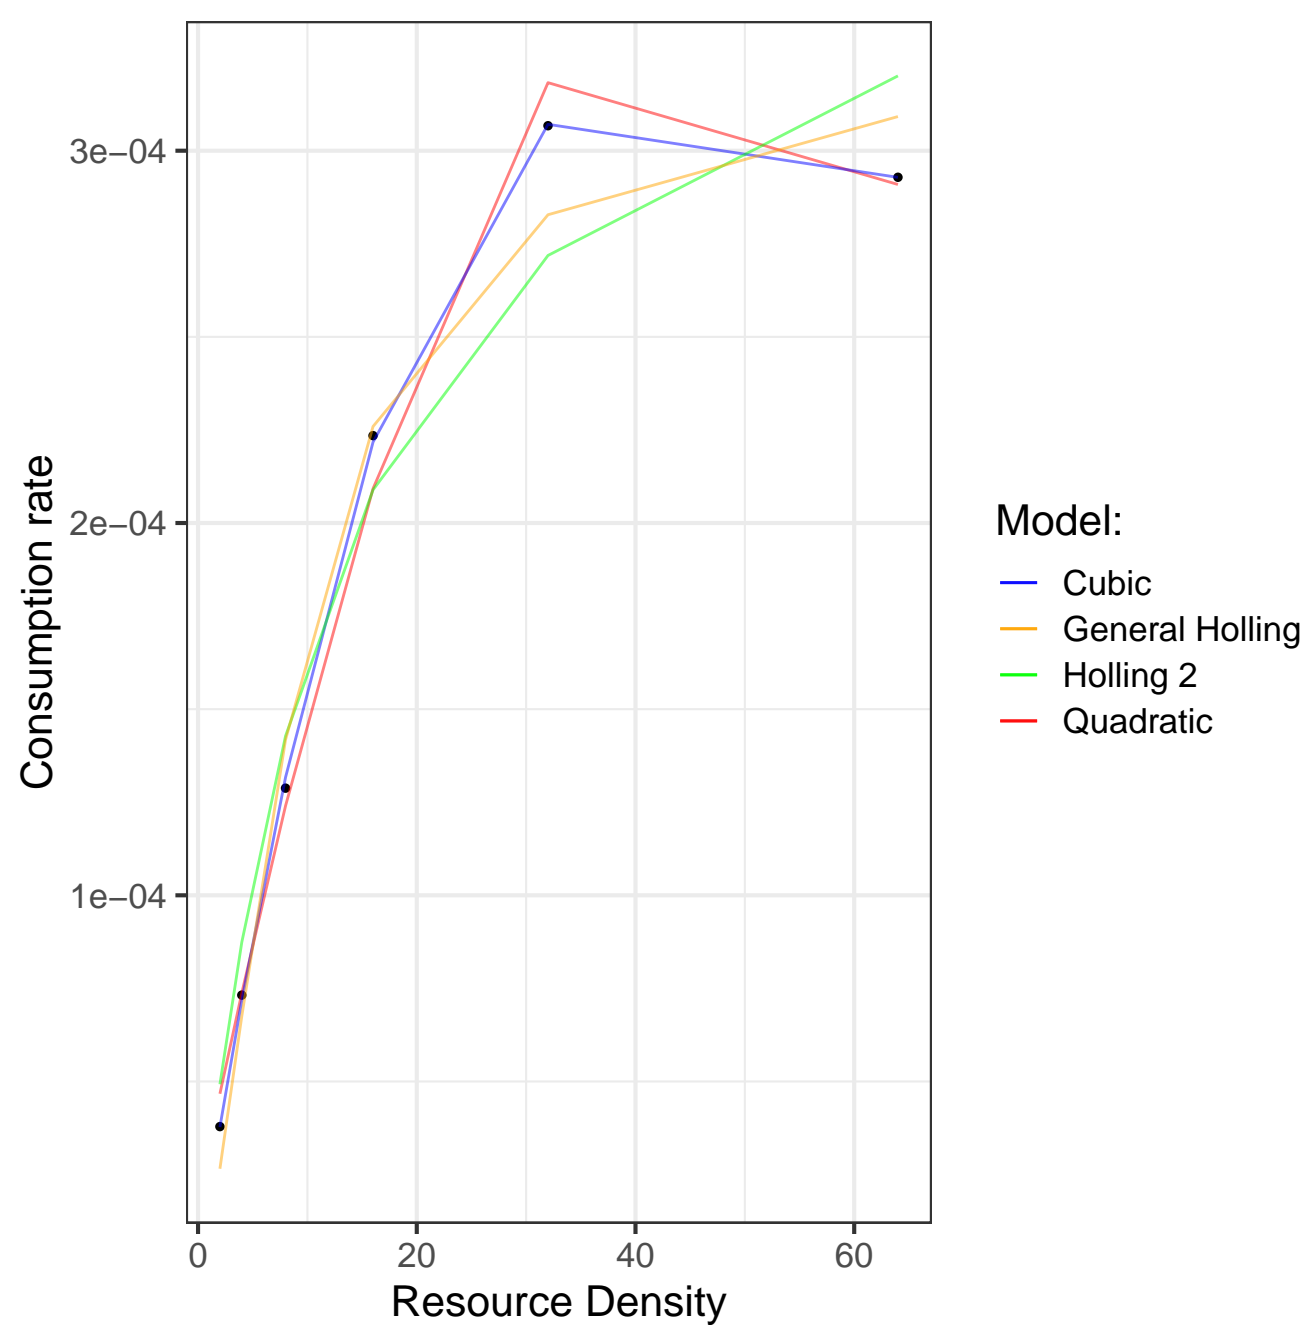 3e−04
2e−04
1e−04
0 20 40 60
Resource Density
Consumption rate
Model:
Cubic
General Holling
Holling 2
Quadratic